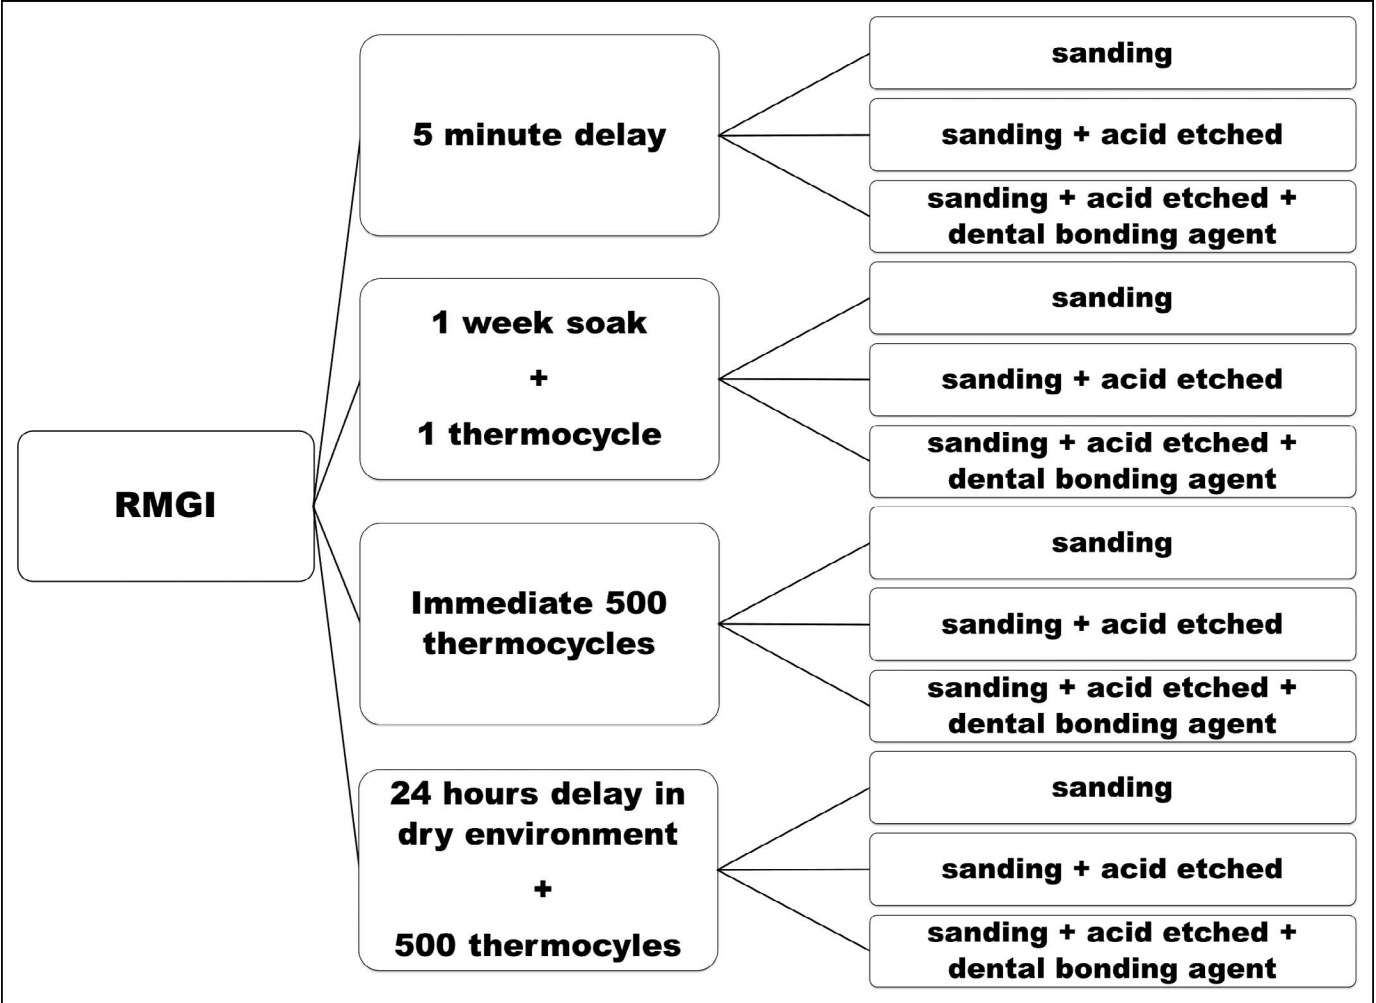 RMGI
5 minute delay
sanding
sanding + acid etched
sanding + acid etched +
dental bonding agent
1 week soak
+
1 thermocycle
sanding
sanding + acid etched
sanding + acid etched +
dental bonding agent
Immediate 500
thermocycles
sanding
sanding + acid etched
sanding + acid etched +
dental bonding agent
24 hours delay in
dry environment
+
500 thermocyles
sanding
sanding + acid etched
sanding + acid etched +
dental bonding agent